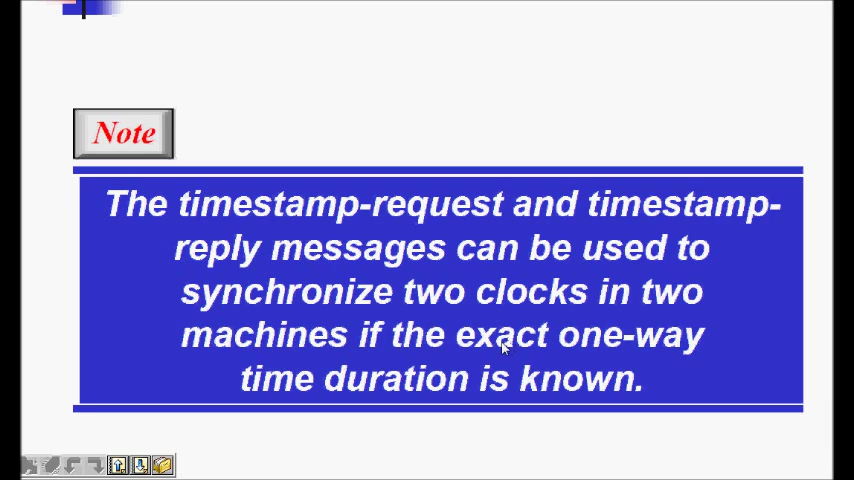 Note
The timestamp-request and timestamp-
reply messages can be used to
synchronize two clocks in two
machines if the exact one-way
time duration is known.